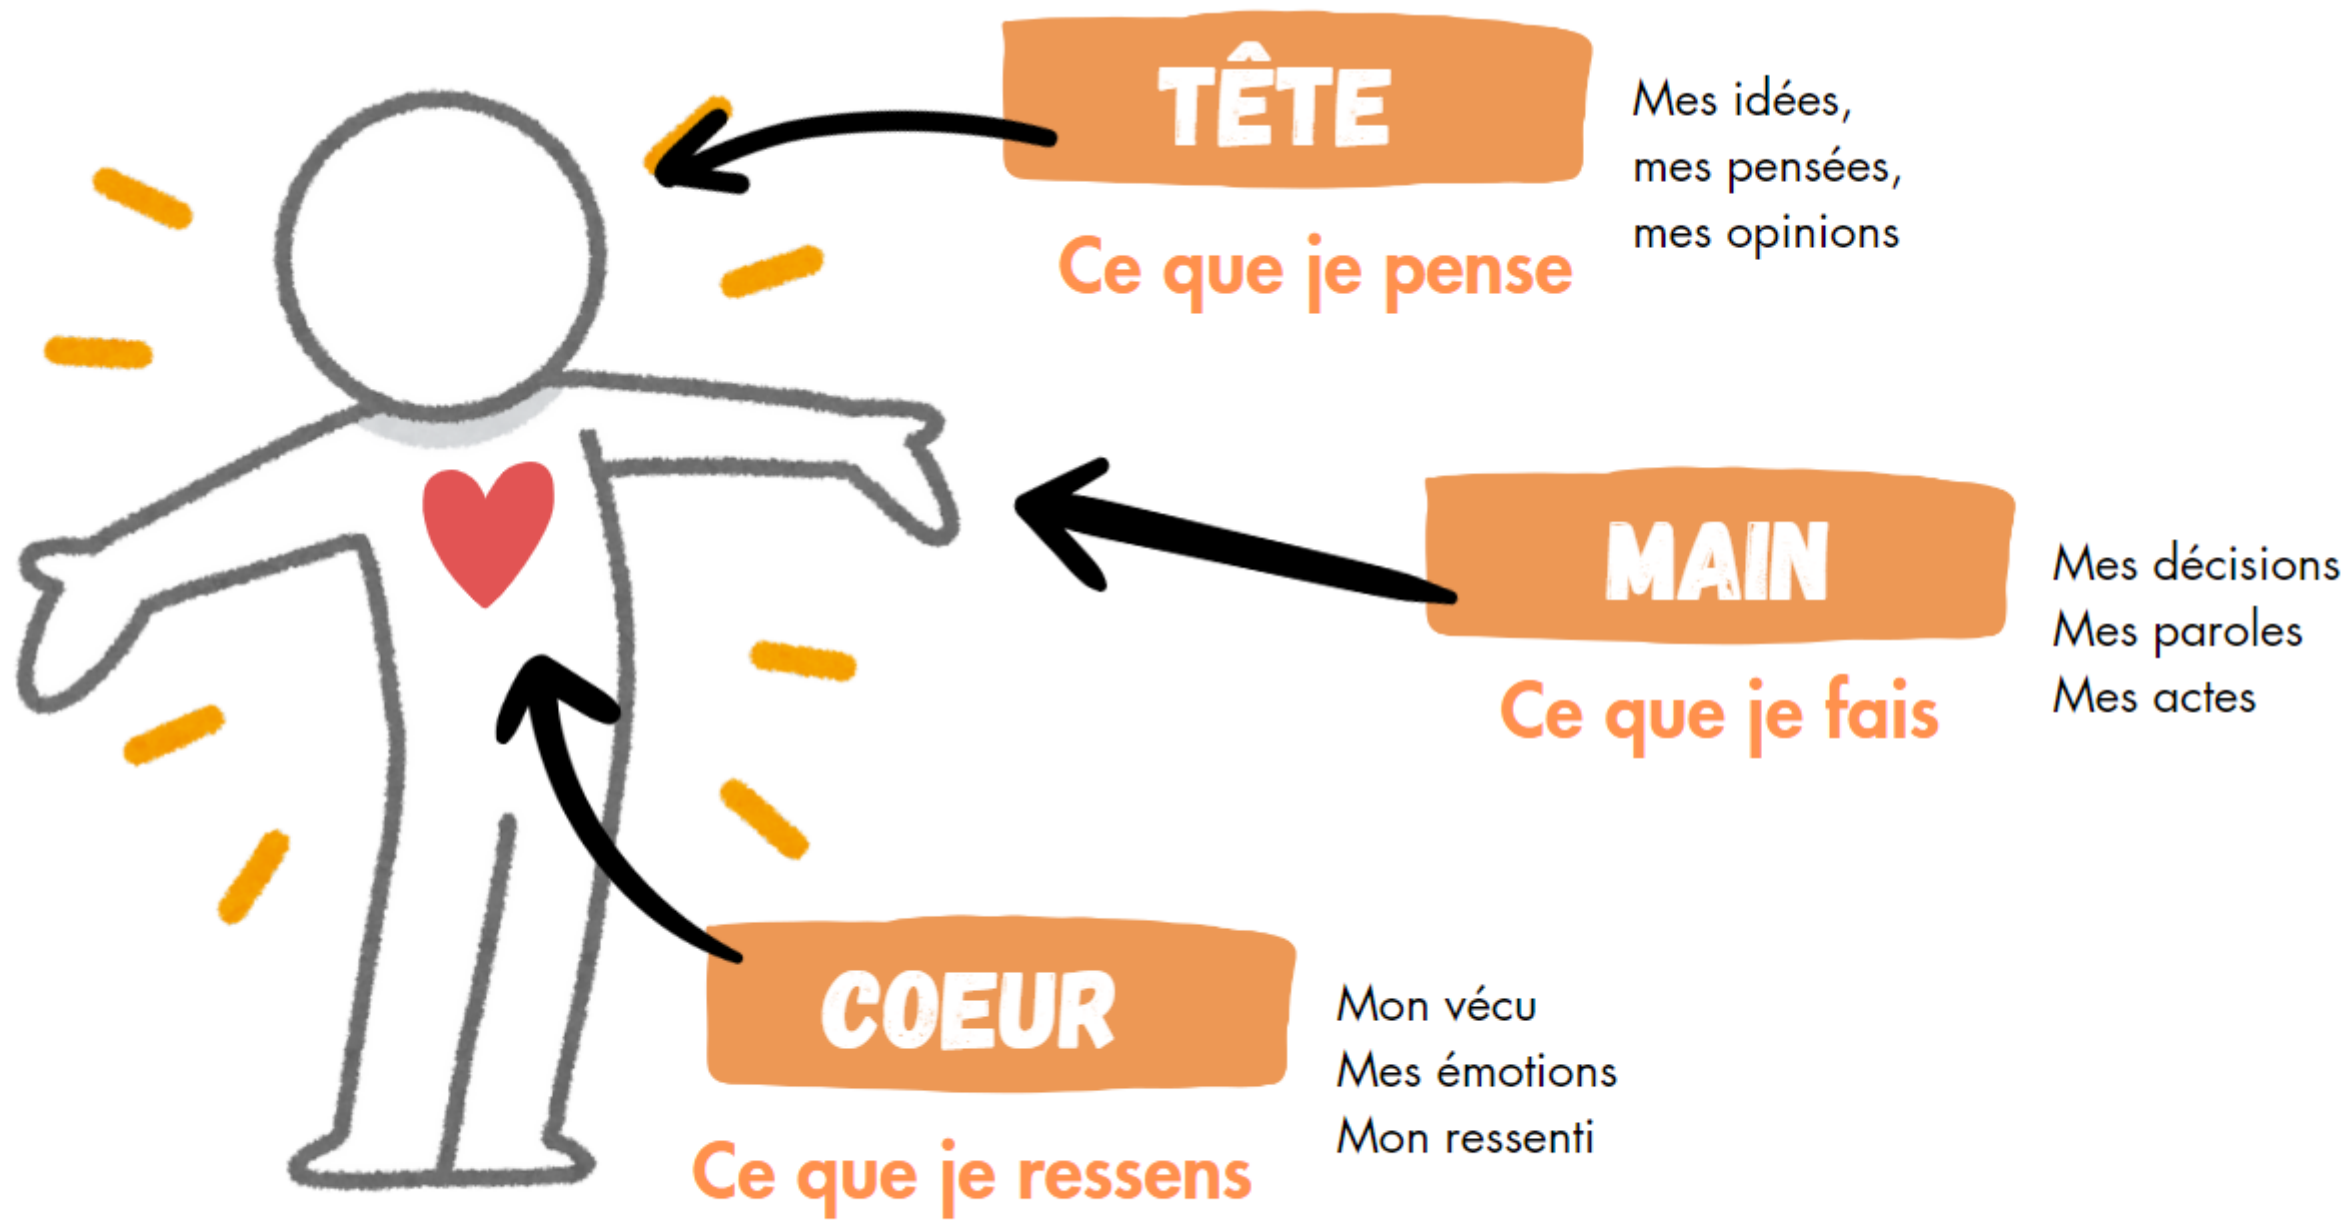 TÊTE
Mes idées,
mes pensées,
mes opinions
Ce que je pense
MAIN
Mes décisions
Mes paroles
Mes actes
Ce que je fais
COEUR
Mon vécu
Mes émotions
Mon ressenti
Ce que je ressens